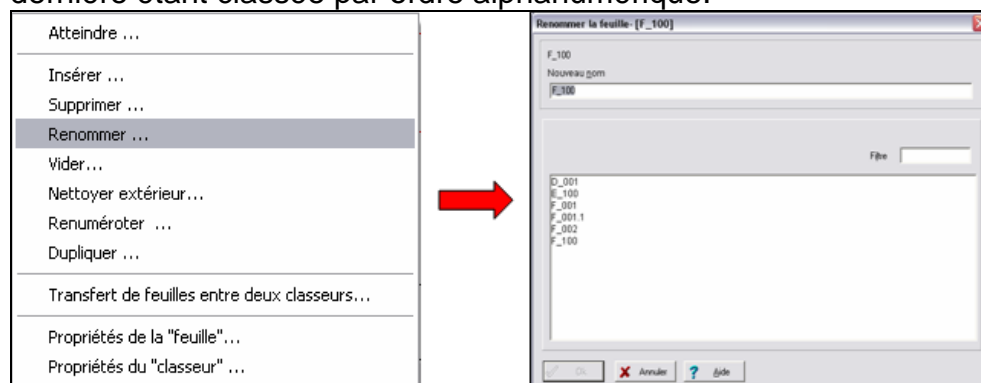 dernière étant classée par ordre alphanumérique.
Atteindre ...
Insérer ...
Supprimer ...
Renommer ...
Vider...
Nettoyer extérieur...
Renuméroter ...
Dupliquer ...
Transfert de feuilles entre deux classeurs...
Propriétés de la "feuille"...
Propriétés du "classeur" ...
Renommer la feuille- [F_100]
F_100
Nouveau nom
F_100
Filtre
D_001
E_100
F_001
F_001.1
F_002
F_100
Ok
Annuler
Aide